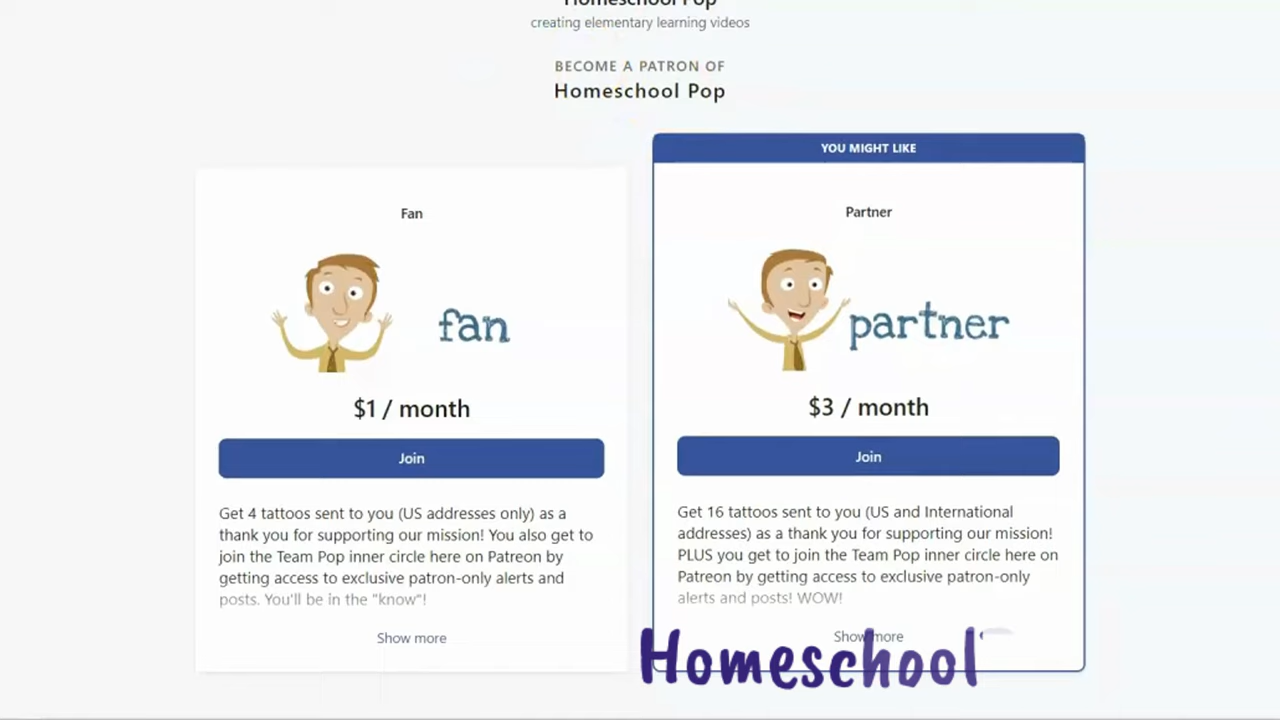 Homeschool Pop
creating elementary learning videos
BECOME A PATRON OF
Homeschool Pop
Fan
fan
$1 / month
Join
Get 4 tattoos sent to you (US addresses only) as a
thank you for supporting our mission! You also get to
join the Team Pop inner circle here on Patreon by
getting access to exclusive patron-only alerts and
posts. You'll be in the "know"!
Show more
YOU MIGHT LIKE
Partner
partner
$3 / month
Join
Get 16 tattoos sent to you (US and International
addresses) as a thank you for supporting our mission!
PLUS you get to join the Team Pop inner circle here on
Patreon by getting access to exclusive patron-only
alerts and posts! WOW!
Show more
Homeschool